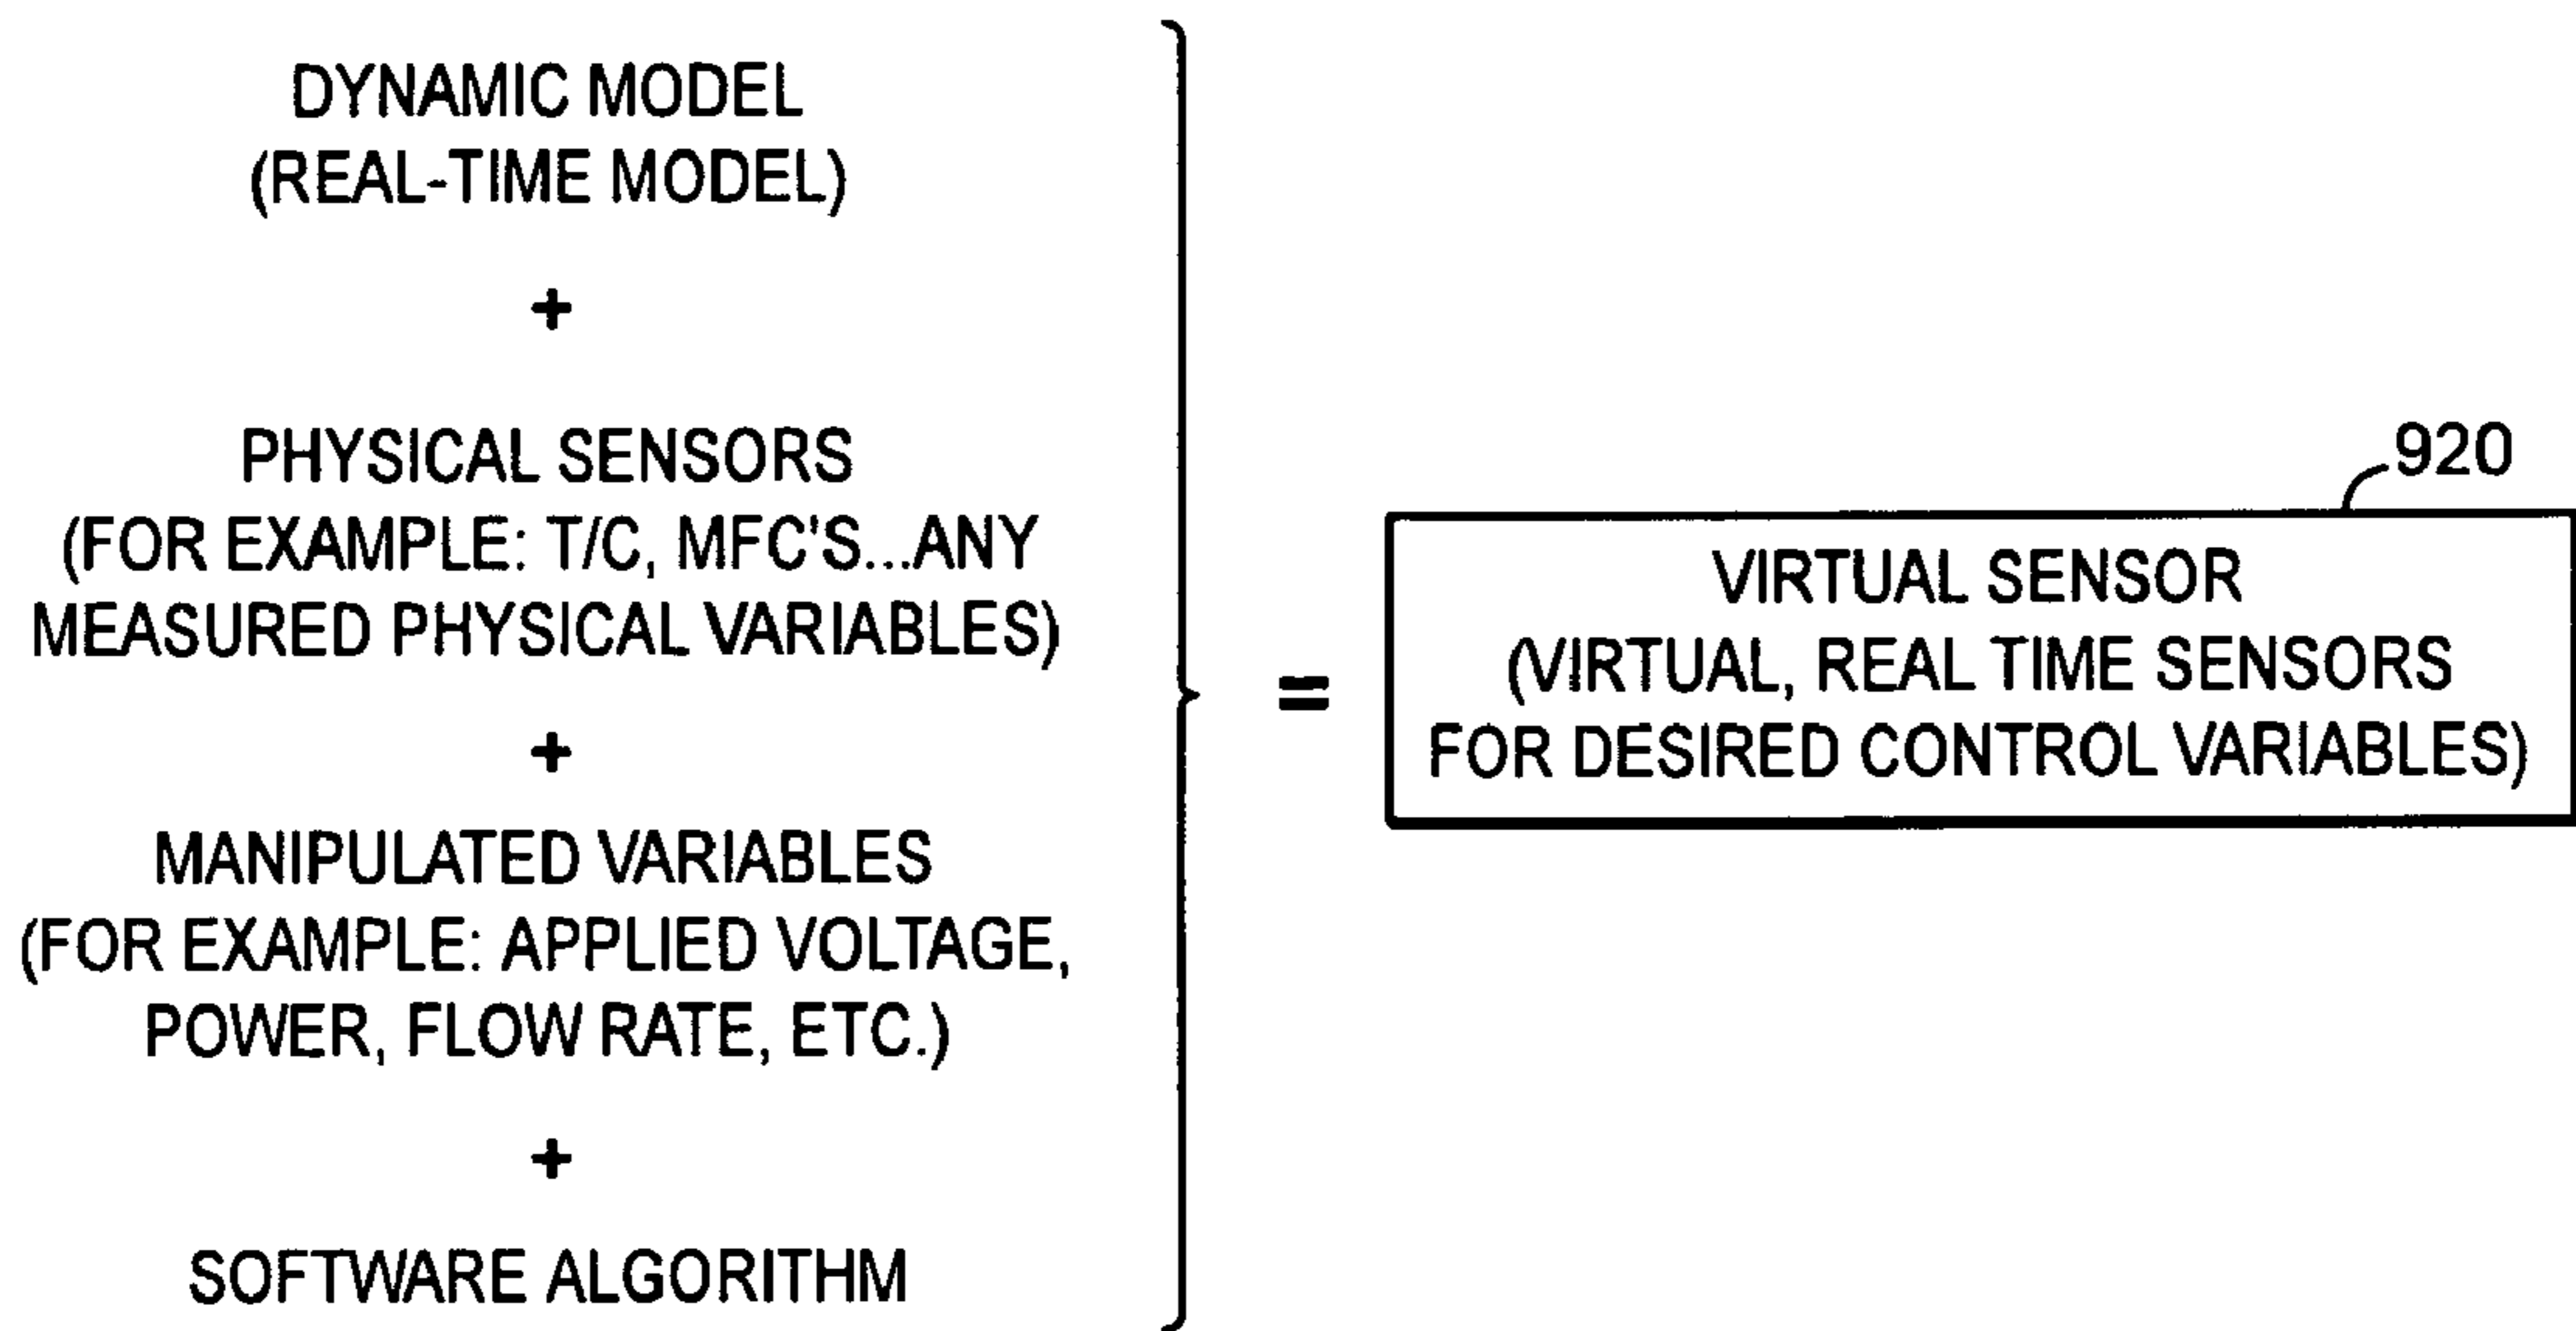 DYNAMIC MODEL
(REAL-TIME MODEL)
+
PHYSICAL SENSORS
(FOR EXAMPLE: T/C, MFC'S...ANY
MEASURED PHYSICAL VARIABLES)
+
MANIPULATED VARIABLES
(FOR EXAMPLE: APPLIED VOLTAGE,
POWER, FLOW RATE, ETC.)
+
SOFTWARE ALGORITHM
=
920
VIRTUAL SENSOR
(VIRTUAL, REAL TIME SENSORS
FOR DESIRED CONTROL VARIABLES)